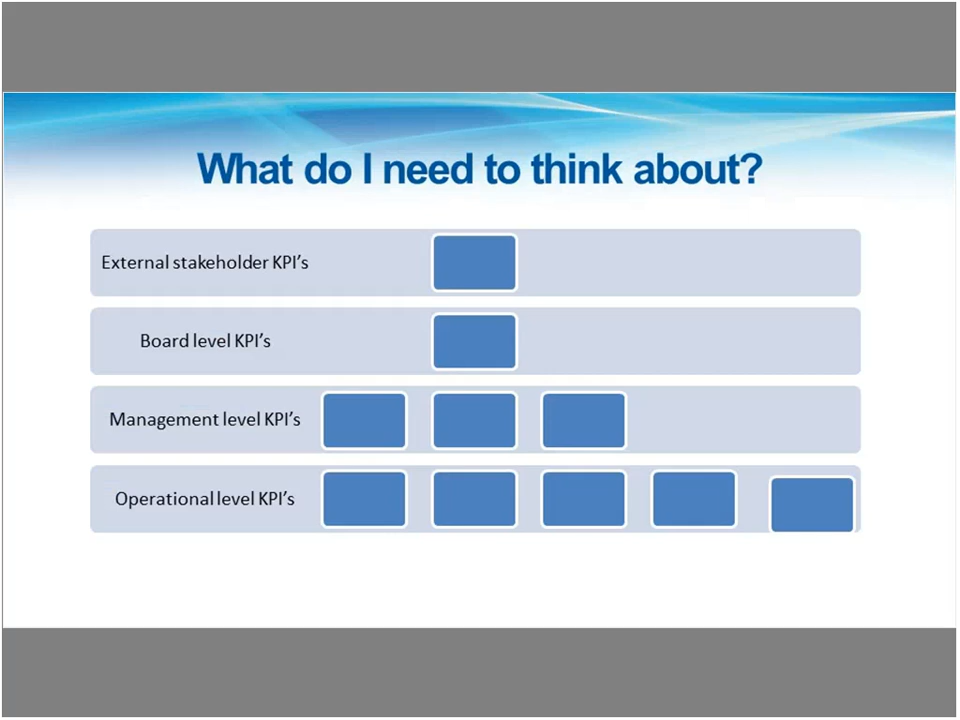 What do I need to think about?
External stakeholder KPI's
Board level KPI's
Management level KPI's
Operational level KPI's